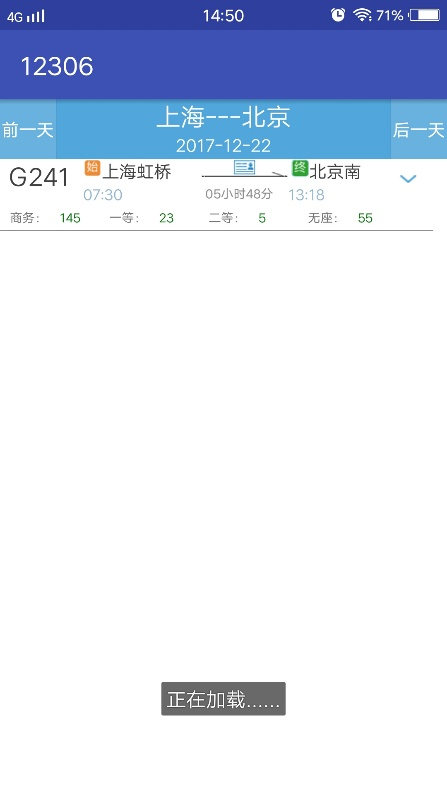 4G 14:50 71%
12306
前一天 上海---北京 后一天
2017-12-22
G241 始 上海虹桥 终 北京南
07:30 05小时48分 13:18
商务: 145 一等: 23 二等: 5 无座: 55
正在加载......